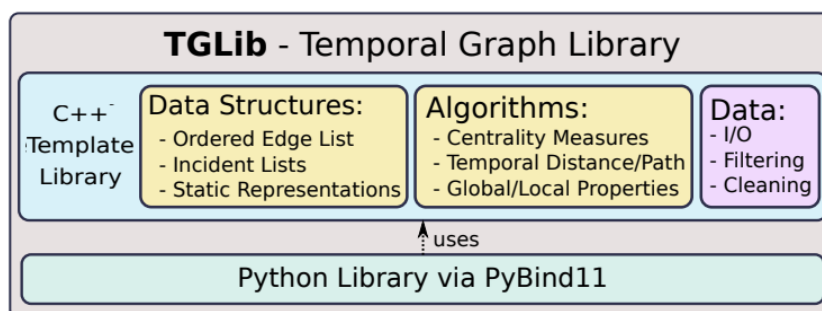 TGLib - Temporal Graph Library
C++
Template
Library
Data Structures:
- Ordered Edge List
- Incident Lists
- Static Representations
Algorithms:
- Centrality Measures
- Temporal Distance/Path
- Global/Local Properties
Data:
- I/O
- Filtering
- Cleaning
uses
Python Library via PyBind11